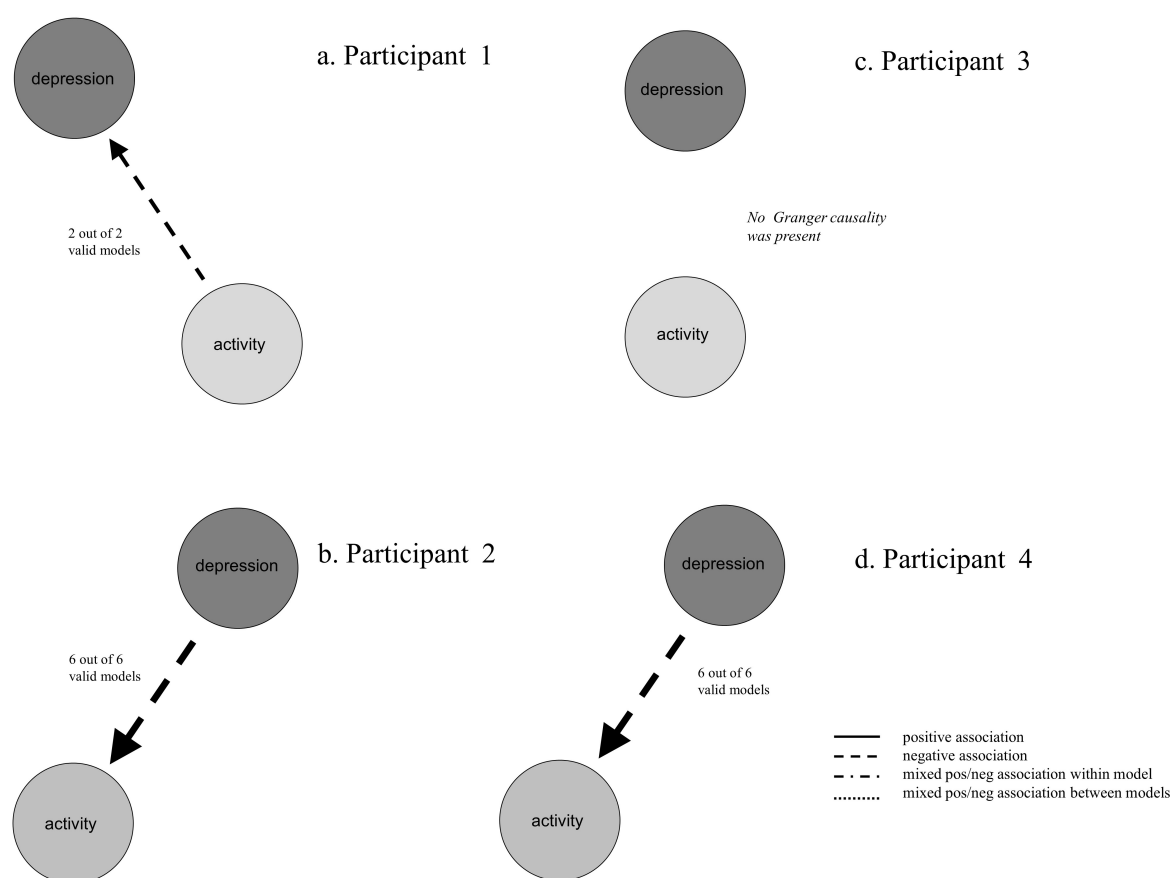 a. Participant 1
depression
2 out of 2
valid models
activity
c. Participant 3
depression
No Granger causality
was present
activity
b. Participant 2
depression
6 out of 6
valid models
activity
d. Participant 4
depression
6 out of 6
valid models
activity
positive association
negative association
mixed pos/neg association within model
mixed pos/neg association between models